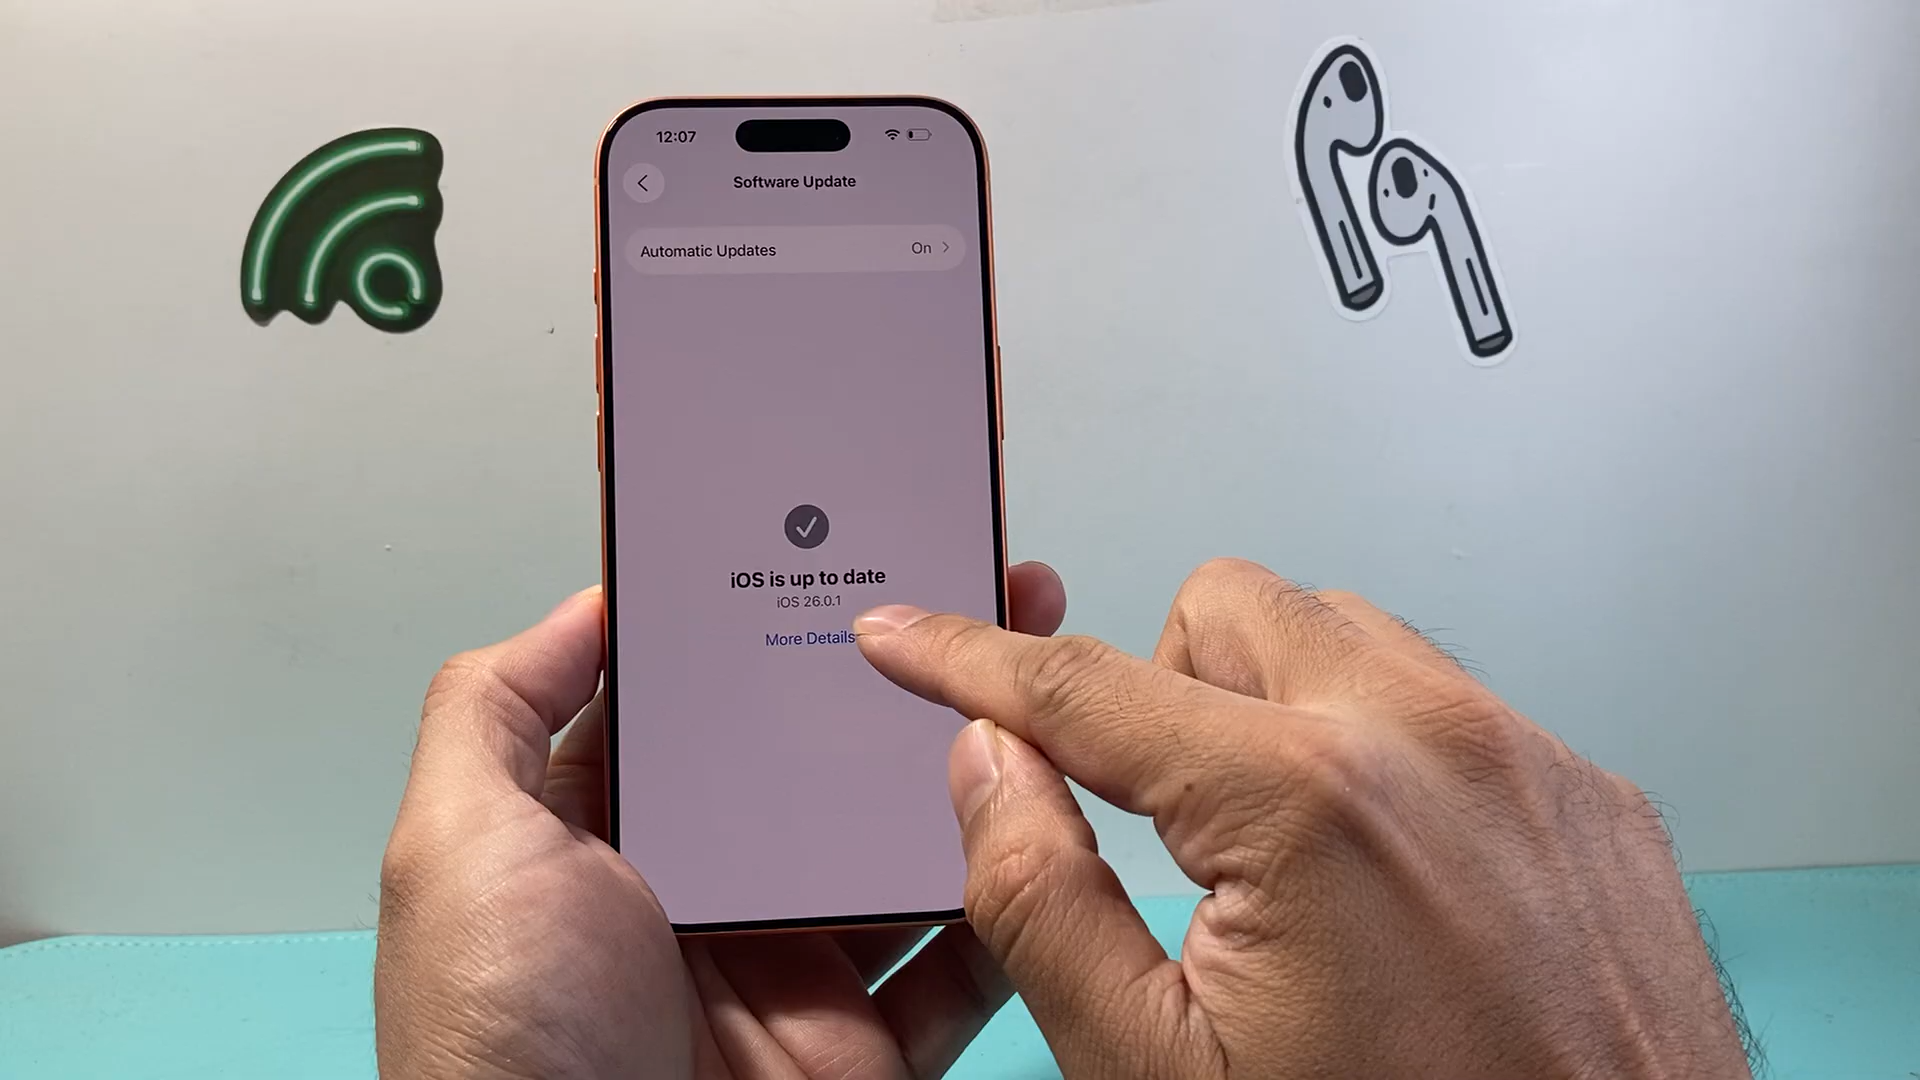 12:07
Software Update
Automatic Updates On
iOS is up to date
iOS 26.0.1
More Details